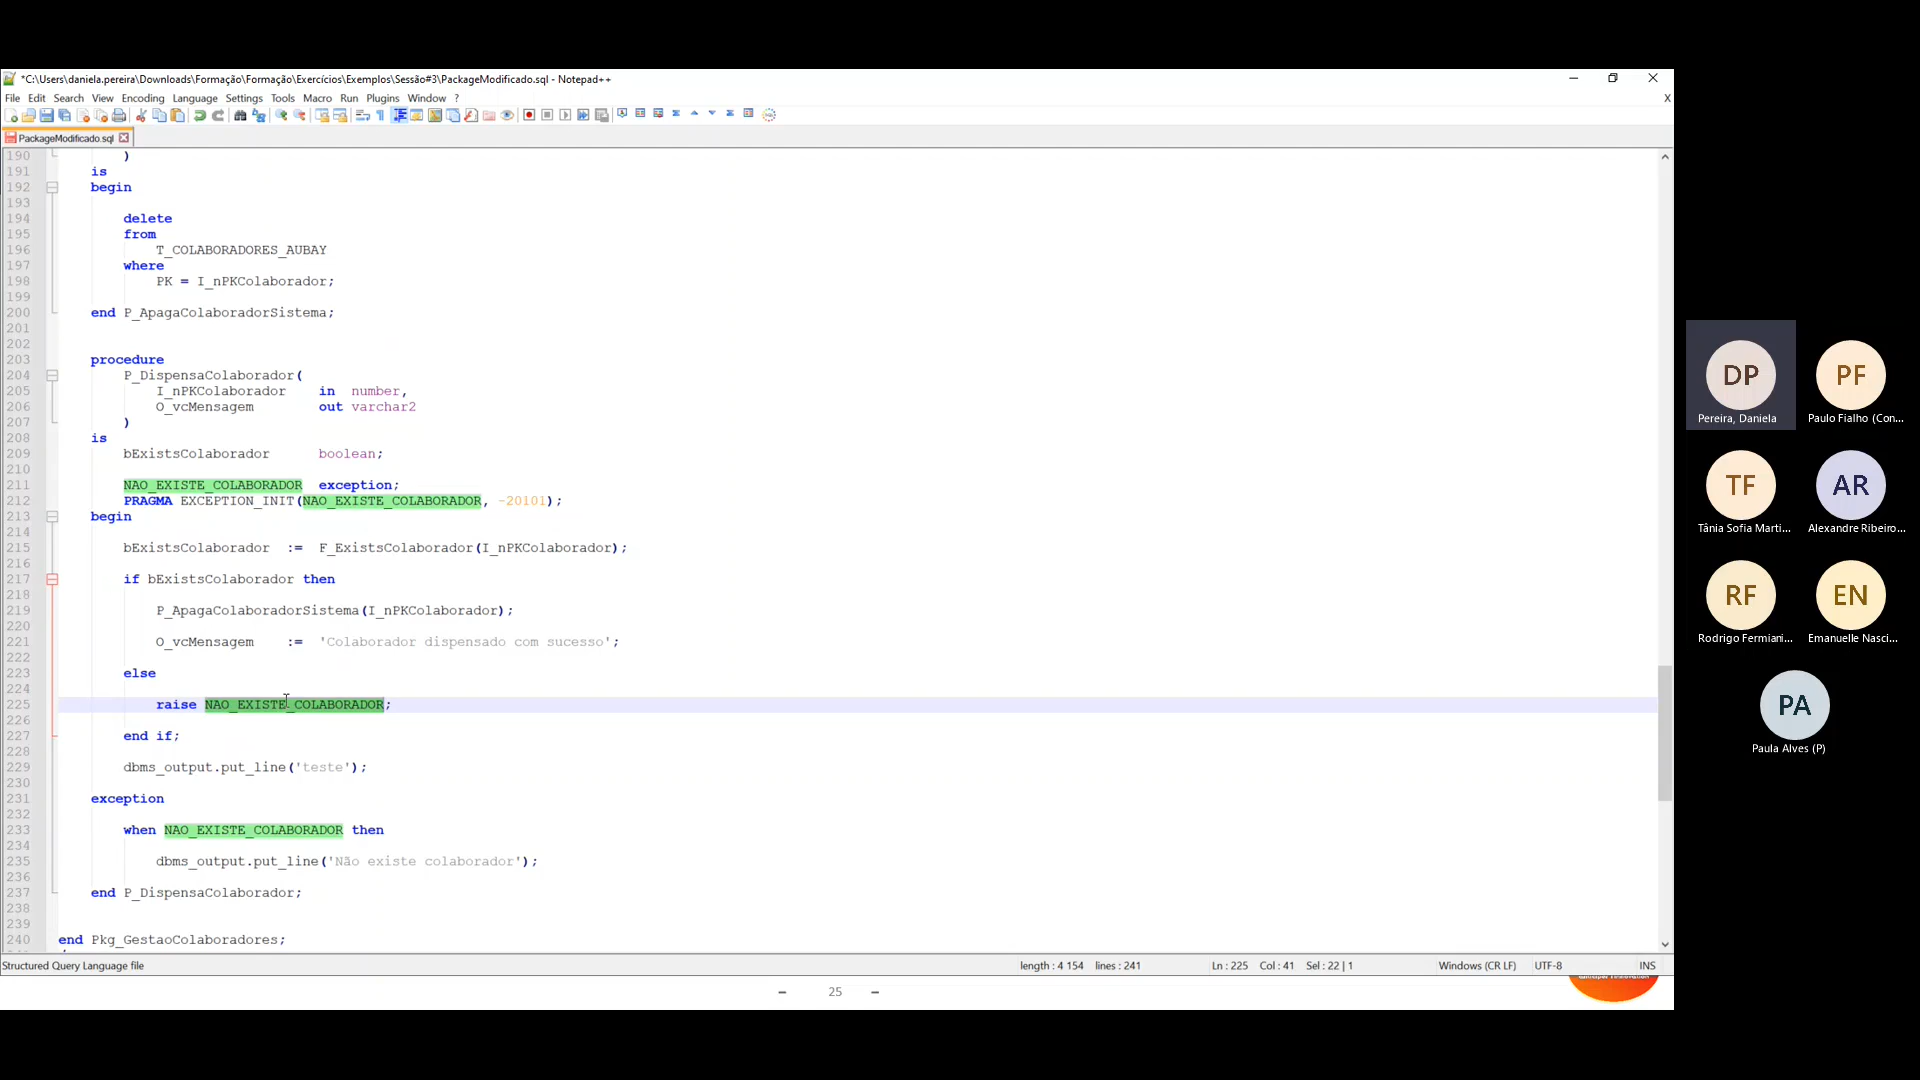 *C:\Users\daniela.pereira\Downloads\Formação\Formação\Exercícios\Exemplos\Sessão#3\PackageModificado.sql - Notepad++
File Edit Search View Encoding Language Settings Tools Macro Run Plugins Window ? X
PackageModificado.sql
190 )
191 is
192 begin
193
194 delete
195 from
196 T_COLABORADORES_AUBAY
197 where
198 PK = I_nPKColaborador;
199
200 end P_ApagaColaboradorSistema;
201
202
203 procedure
204 P_DispensaColaborador(
205 I_nPKColaborador in number,
206 O_vcMensagem out varchar2
207 )
208 is
209 bExistsColaborador boolean;
210
211 NAO_EXISTE_COLABORADOR exception;
212 PRAGMA EXCEPTION_INIT(NAO_EXISTE_COLABORADOR, -20101);
213 begin
214
215 bExistsColaborador := F_ExistsColaborador(I_nPKColaborador);
216
217 if bExistsColaborador then
218
219 P_ApagaColaboradorSistema(I_nPKColaborador);
220
221 O_vcMensagem := 'Colaborador dispensado com sucesso';
222
223 else
224
225 raise NAO_EXISTE_COLABORADOR;
226
227 end if;
228
229 dbms_output.put_line('teste');
230
231 exception
232
233 when NAO_EXISTE_COLABORADOR then
234
235 dbms_output.put_line('Não existe colaborador');
236
237 end P_DispensaColaborador;
238
239
240 end Pkg_GestaoColaboradores;
Structured Query Language file length : 4 154 lines : 241 Ln : 225 Col : 41 Sel : 22 | 1 Windows (CR LF) UTF-8 INS
25
DP
Pereira, Daniela
PF
Paulo Fialho (Con...
TF
Tânia Sofia Marti...
AR
Alexandre Ribeiro...
RF
Rodrigo Fermiani...
EN
Emanuelle Nasci...
PA
Paula Alves (P)